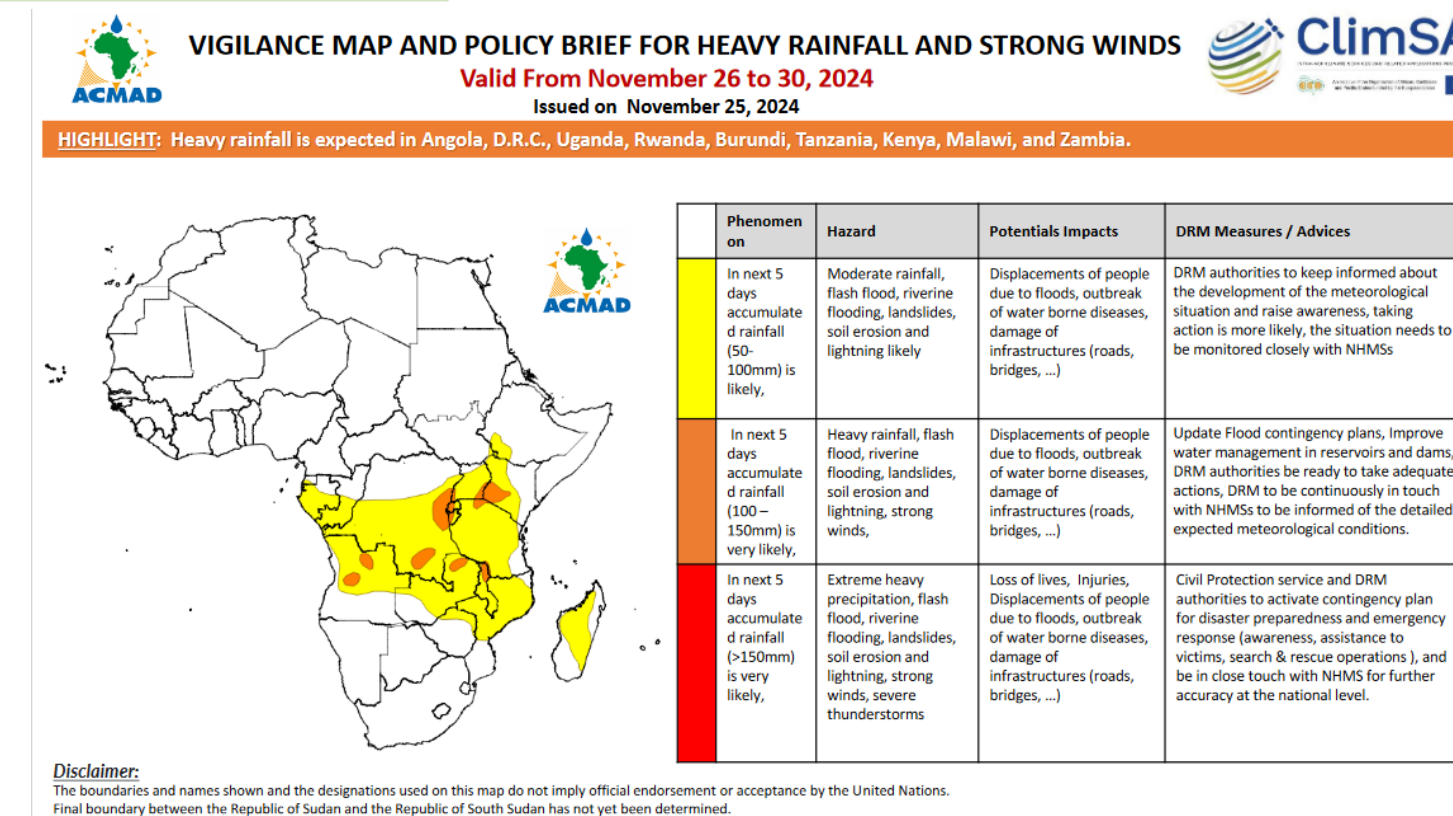 ACMAD
VIGILANCE MAP AND POLICY BRIEF FOR HEAVY RAINFALL AND STRONG WINDS
Valid From November 26 to 30, 2024
Issued on November 25, 2024
ClimSA
HIGHLIGHT: Heavy rainfall is expected in Angola, D.R.C., Uganda, Rwanda, Burundi, Tanzania, Kenya, Malawi, and Zambia.
ACMAD
Phenomen
on
Hazard
Potentials Impacts
DRM Measures / Advices
In next 5
days
accumulate
d rainfall
(50-
100mm) is
likely,
Moderate rainfall,
flash flood, riverine
flooding, landslides,
soil erosion and
lightning likely
Displacements of people
due to floods, outbreak
of water borne diseases,
damage of
infrastructures (roads,
bridges, ...)
DRM authorities to keep informed about
the development of the meteorological
situation and raise awareness, taking
action is more likely, the situation needs to
be monitored closely with NHMSs
In next 5
days
accumulate
d rainfall
(100 –
150mm) is
very likely,
Heavy rainfall, flash
flood, riverine
flooding, landslides,
soil erosion and
lightning, strong
winds,
Displacements of people
due to floods, outbreak
of water borne diseases,
damage of
infrastructures (roads,
bridges, ...)
Update Flood contingency plans, Improve
water management in reservoirs and dams,
DRM authorities be ready to take adequate
actions, DRM to be continuously in touch
with NHMSs to be informed of the detailed
expected meteorological conditions.
In next 5
days
accumulate
d rainfall
(>150mm)
is very
likely,
Extreme heavy
precipitation, flash
flood, riverine
flooding, landslides,
soil erosion and
lightning, strong
winds, severe
thunderstorms
Loss of lives, Injuries,
Displacements of people
due to floods, outbreak
of water borne diseases,
damage of
infrastructures (roads,
bridges, ...)
Civil Protection service and DRM
authorities to activate contingency plan
for disaster preparedness and emergency
response (awareness, assistance to
victims, search & rescue operations ), and
be in close touch with NHMS for further
accuracy at the national level.
Disclaimer:
The boundaries and names shown and the designations used on this map do not imply official endorsement or acceptance by the United Nations.
Final boundary between the Republic of Sudan and the Republic of South Sudan has not yet been determined.